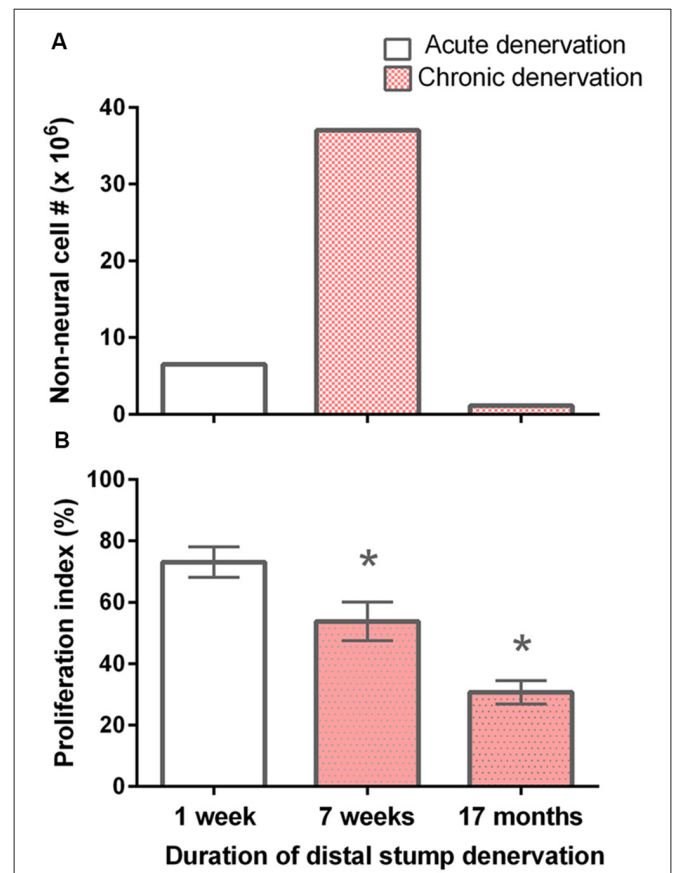 A
Acute denervation
Chronic denervation
Non-neural cell # (x 10⁶)
40
30
20
10
0
B
Proliferation index (%)
100
80
60
40
20
0
*
*
1 week 7 weeks 17 months
Duration of distal stump denervation